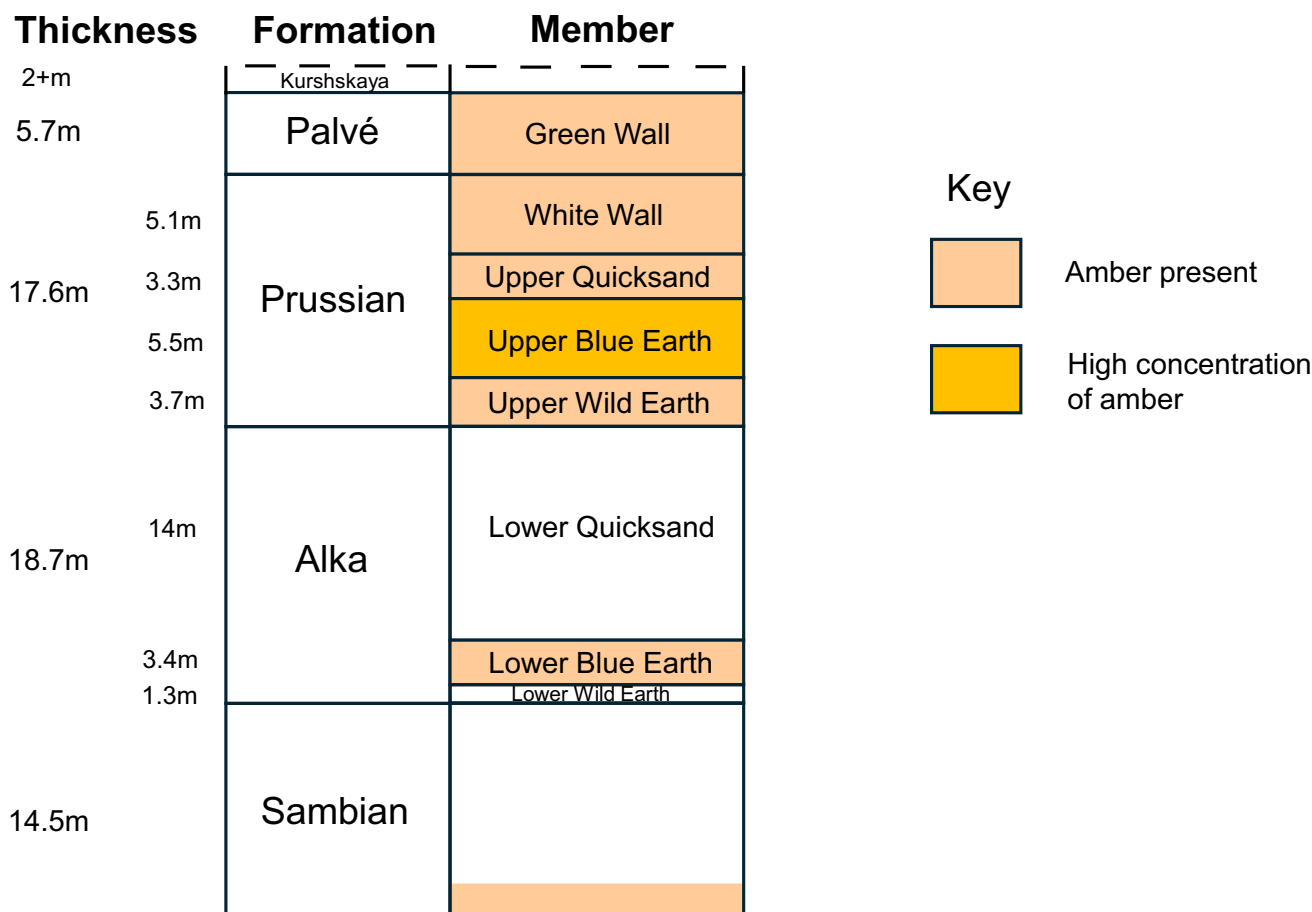 Thickness Formation Member
2+m Kurshskaya
5.7m Palvé Green Wall
Key
5.1m White Wall
Amber present
3.3m Upper Quicksand
17.6m Prussian
5.5m Upper Blue Earth
High concentration
of amber
3.7m Upper Wild Earth
14m Lower Quicksand
18.7m Alka
3.4m Lower Blue Earth
1.3m Lower Wild Earth
14.5m Sambian